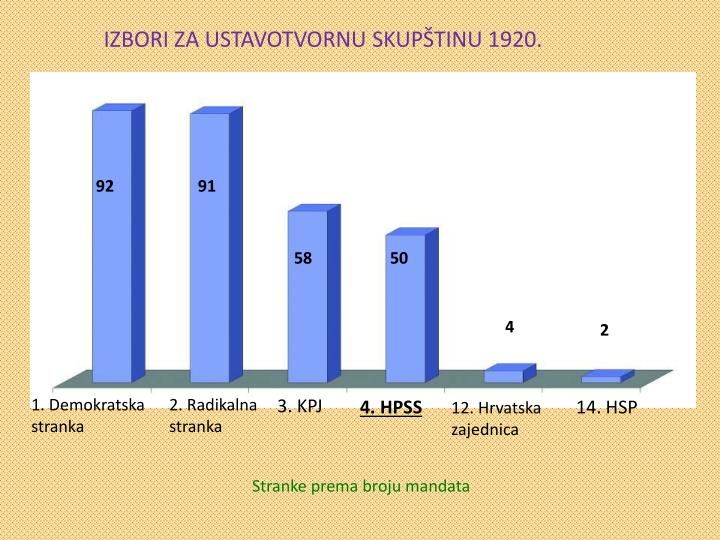 IZBORI ZA USTAVOTVORNU SKUPŠTINU 1920.
92
91
58
50
4
2
1. Demokratska
stranka
2. Radikalna
stranka
3. KPJ
4. HPSS
12. Hrvatska
zajednica
14. HSP
Stranke prema broju mandata